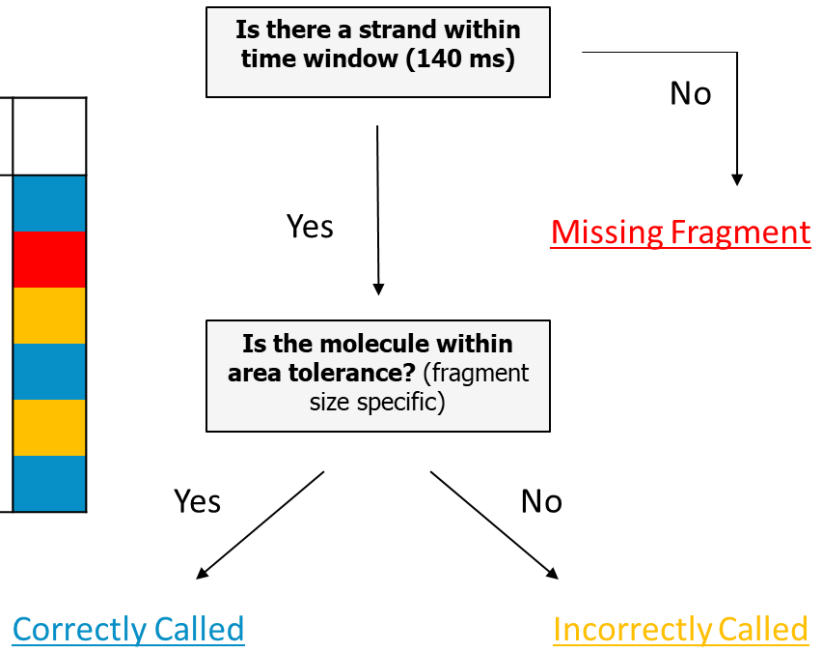 Is there a strand within
time window (140 ms)
No
Yes
Missing Fragment
Is the molecule within
area tolerance? (fragment
size specific)
Yes
No
Correctly Called
Incorrectly Called